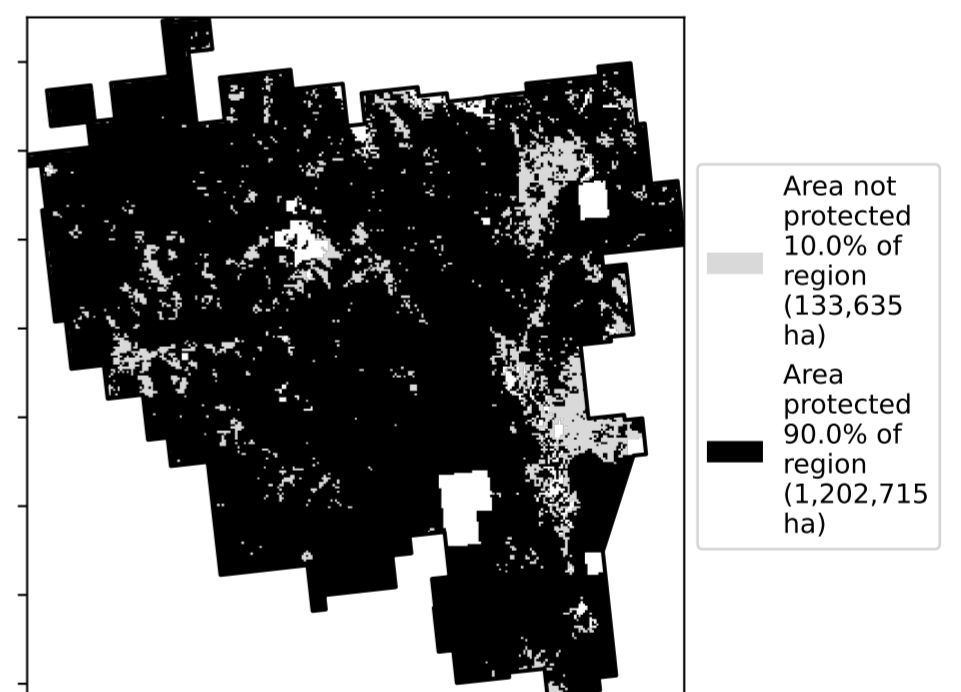 Area not
protected
10.0% of
region
(133,635
ha)
Area
protected
90.0% of
region
(1,202,715
ha)